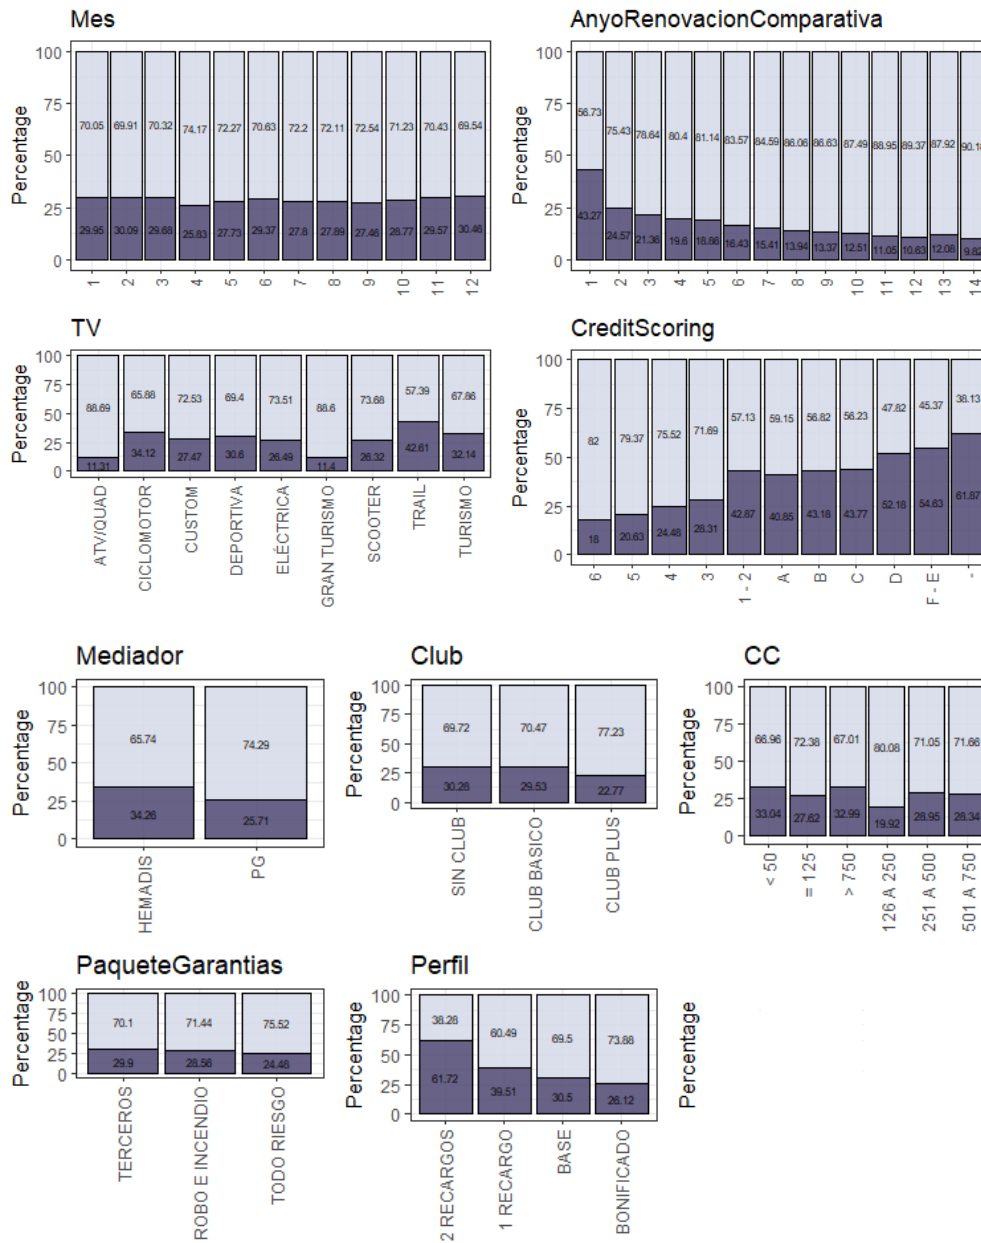 Mes
Percentage
100
75
50
25
0
70.05 69.91 70.32 74.17 72.27 70.63 72.2 72.11 72.54 71.23 70.43 69.54
29.95 30.09 29.68 25.83 27.73 29.37 27.8 27.89 27.46 28.77 29.57 30.46
1 2 3 4 5 6 7 8 9 10 11 12
AnyoRenovacionComparativa
Percentage
100
75
50
25
0
56.73 75.43 78.64 80.4 81.14 83.57 84.59 86.06 86.63 87.49 88.95 89.37 87.92 90.18
43.27 24.57 21.36 19.6 18.86 16.43 15.41 13.94 13.37 12.51 11.05 10.63 12.08 9.82
1 2 3 4 5 6 7 8 9 10 11 12 13 14
TV
Percentage
100
75
50
25
0
88.69 65.88 72.53 69.4 73.51 88.6 73.68 57.39 67.86
11.31 34.12 27.47 30.6 26.49 11.4 26.32 42.61 32.14
ATV/QUAD
CICLOMOTOR
CUSTOM
DEPORTIVA
ELÉCTRICA
GRAN TURISMO
SCOOTER
TRAIL
TURISMO
CreditScoring
Percentage
100
75
50
25
0
82 79.37 75.52 71.69 57.13 59.15 56.82 56.23 47.82 45.37 38.13
18 20.63 24.48 28.31 42.87 40.85 43.18 43.77 52.18 54.63 61.87
6 5 4 3 1 - 2 A B C D F - E -
Mediador
Percentage
100
75
50
25
0
65.74 74.29
34.26 25.71
HEMADIS
PG
Club
Percentage
100
75
50
25
0
69.72 70.47 77.23
30.28 29.53 22.77
SIN CLUB
CLUB BASICO
CLUB PLUS
CC
Percentage
100
75
50
25
0
66.96 72.38 67.01 80.08 71.05 71.66
33.04 27.62 32.99 19.92 28.95 28.34
< 50
= 125
> 750
126 A 250
251 A 500
501 A 750
PaqueteGarantias
Percentage
100
75
50
25
0
70.1 71.44 75.52
29.9 28.56 24.48
TERCEROS
ROBO E INCENDIO
TODO RIESGO
Perfil
Percentage
100
75
50
25
0
38.28 60.49 69.5 73.88
61.72 39.51 30.5 26.12
2 RECARGOS
1 RECARGO
BASE
BONIFICADO
Percentage